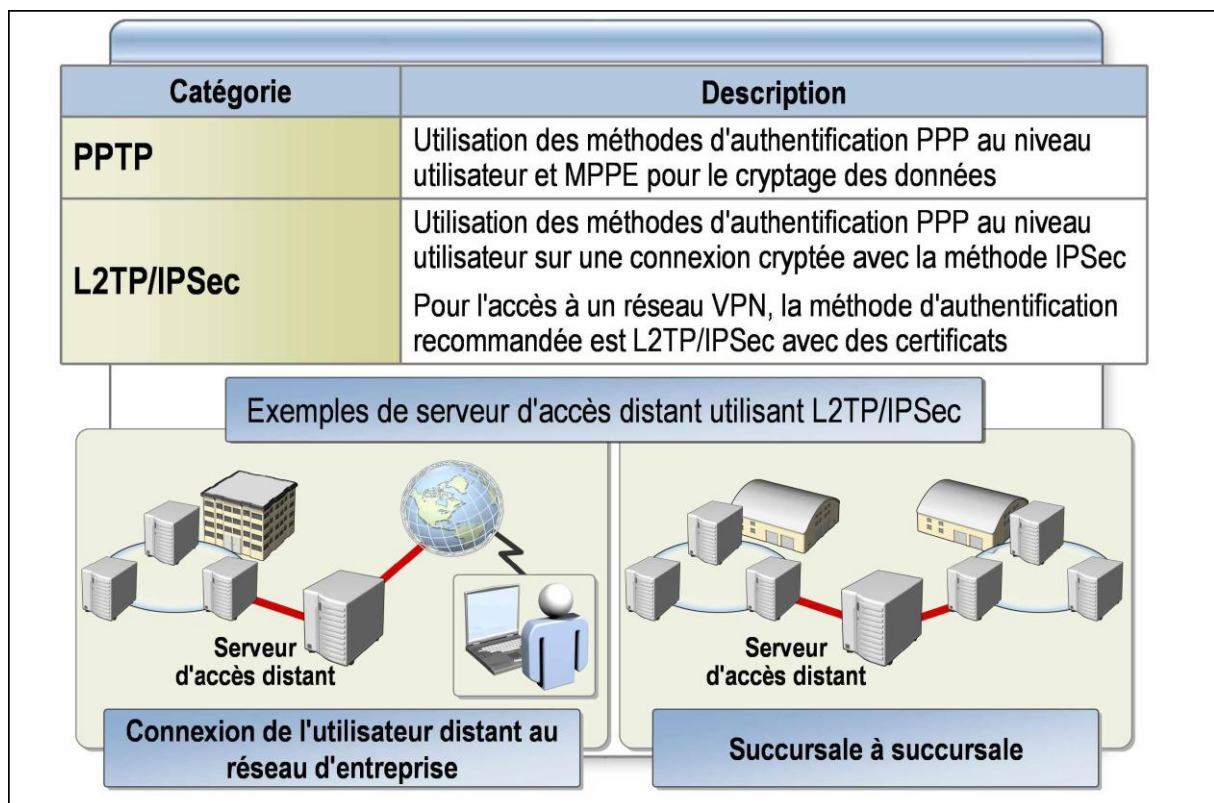 Catégorie
Description
PPTP
Utilisation des méthodes d'authentification PPP au niveau
utilisateur et MPPE pour le cryptage des données
L2TP/IPSec
Utilisation des méthodes d'authentification PPP au niveau
utilisateur sur une connexion cryptée avec la méthode IPSec
Pour l'accès à un réseau VPN, la méthode d'authentification
recommandée est L2TP/IPSec avec des certificats
Exemples de serveur d'accès distant utilisant L2TP/IPSec
Serveur
d'accès distant
Connexion de l'utilisateur distant au
réseau d'entreprise
Serveur
d'accès distant
Succursale à succursale